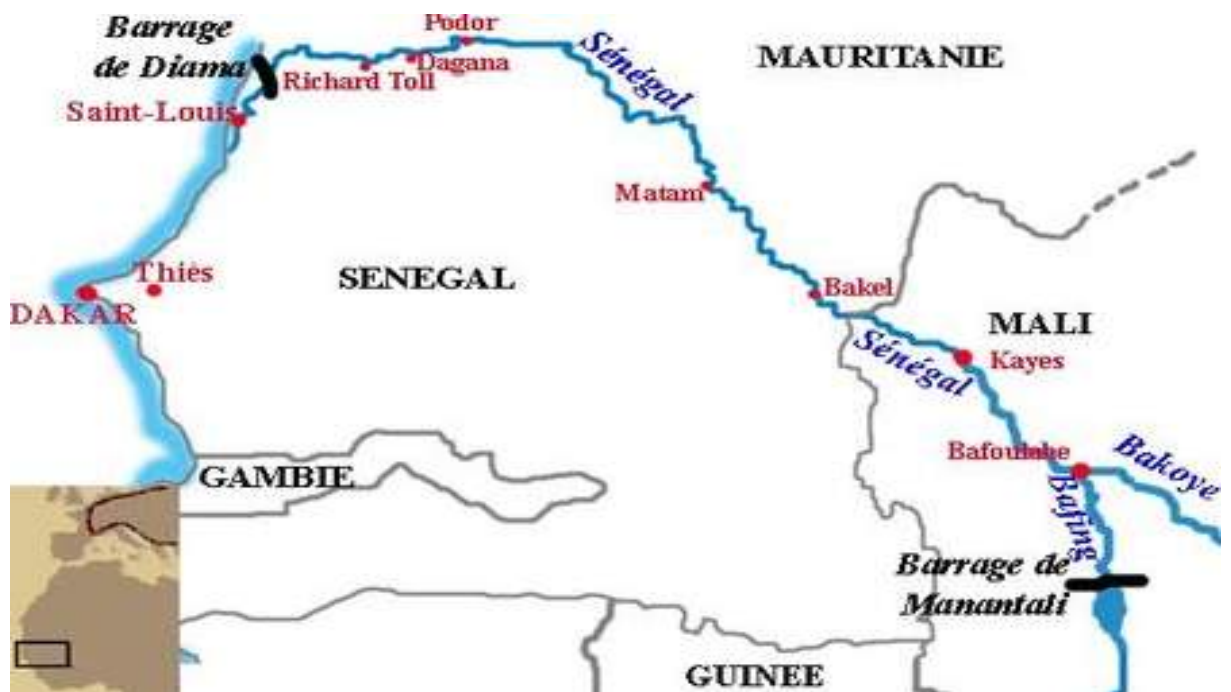 Barrage
de Diama
Podor
Dagana
Richard Toll
Sénégal
MAURITANIE
Saint-Louis
Matam
Thiès
SENEGAL
DAKAR
Bakel
MALI
Sénégal
Kayes
GAMBIE
Bafoulabe
Bakoye
Bafing
Barrage de
Manantali
GUINEE